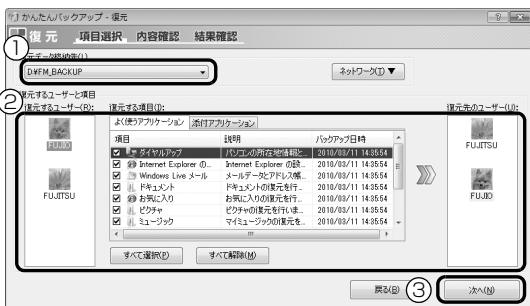 かんたんバックアップ - 復元
復元 項目選択 内容確認 結果確認
①
元データ格納先(L)
D:¥FM_BACKUP
ネットワーク(T)▼
復元するユーザーと項目
②
復元するユーザー(R): 復元する項目(I): 復元先のユーザー(U):
よく使うアプリケーション 添付アプリケーション
項目 説明 バックアップ日時
ダイヤルアップ パソコンの所在地情報と... 2010/03/11 14:35:54
Internet Explorer の... Internet Explorer の設... 2010/03/11 14:35:54
Windows Live メール メールデータとアドレス帳... 2010/03/11 14:35:54
ドキュメント ドキュメントの復元を行... 2010/03/11 14:35:54
お気に入り お気に入りの復元を行... 2010/03/11 14:35:54
ピクチャ ピクチャの復元を行いま... 2010/03/11 14:35:54
ミュージック マイミュージックの復元を... 2010/03/11 14:35:54
FUJIO
FUJITSU
FUJITSU
FUJIO
すべて選択(P) すべて解除(M)
戻る(B) ③ 次へ(N)